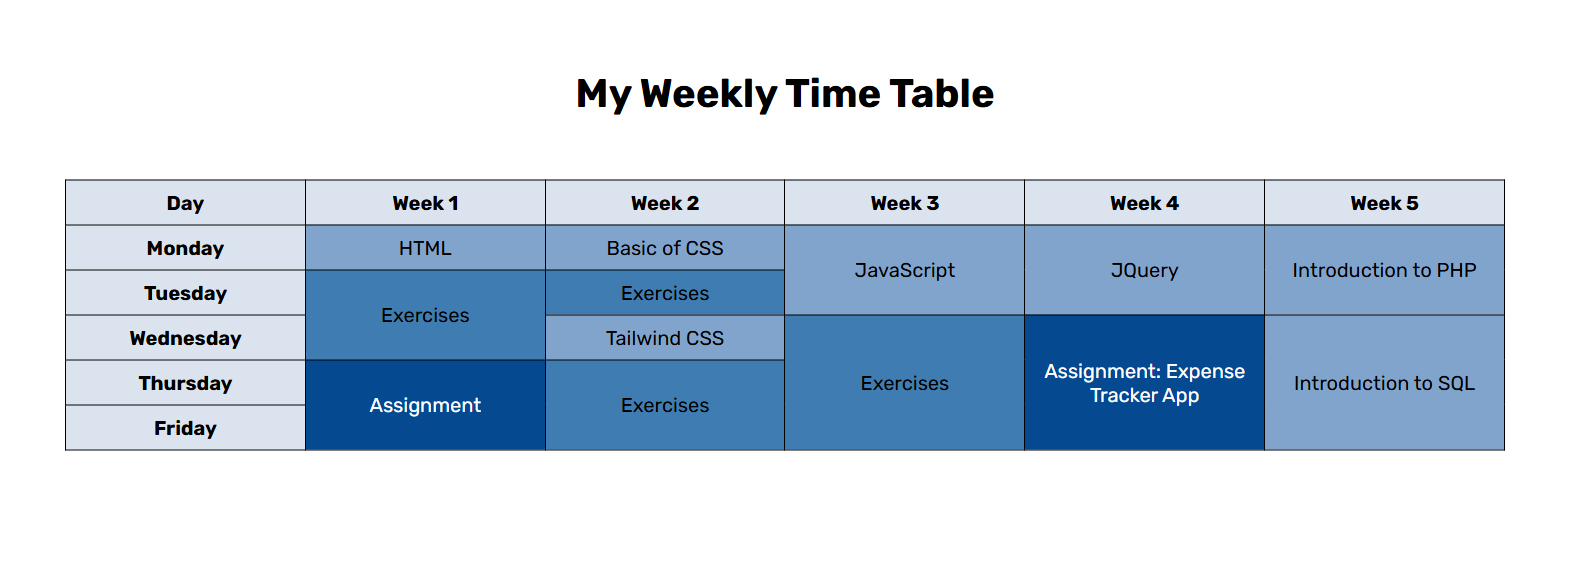 My Weekly Time Table
Day Week 1 Week 2 Week 3 Week 4 Week 5
Monday HTML Basic of CSS
JavaScript JQuery Introduction to PHP
Tuesday Exercises
Exercises
Wednesday Tailwind CSS
Assignment: Expense
Tracker App
Thursday Exercises Introduction to SQL
Assignment Exercises
Friday